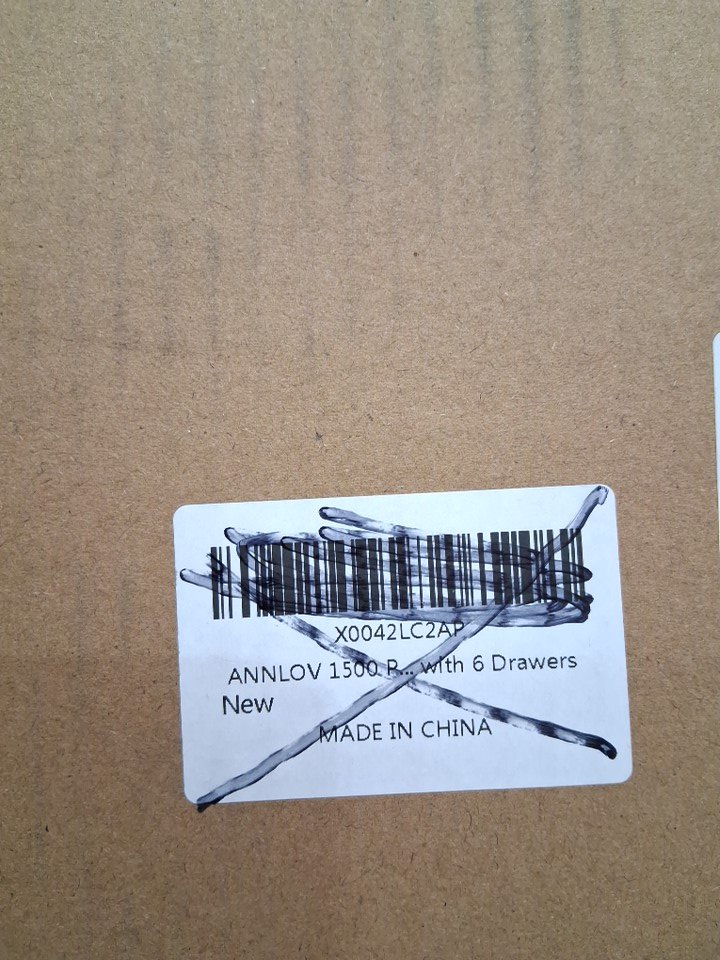 X0042LC2AP
ANNLOV 1500 P... with 6 Drawers
New
MADE IN CHINA